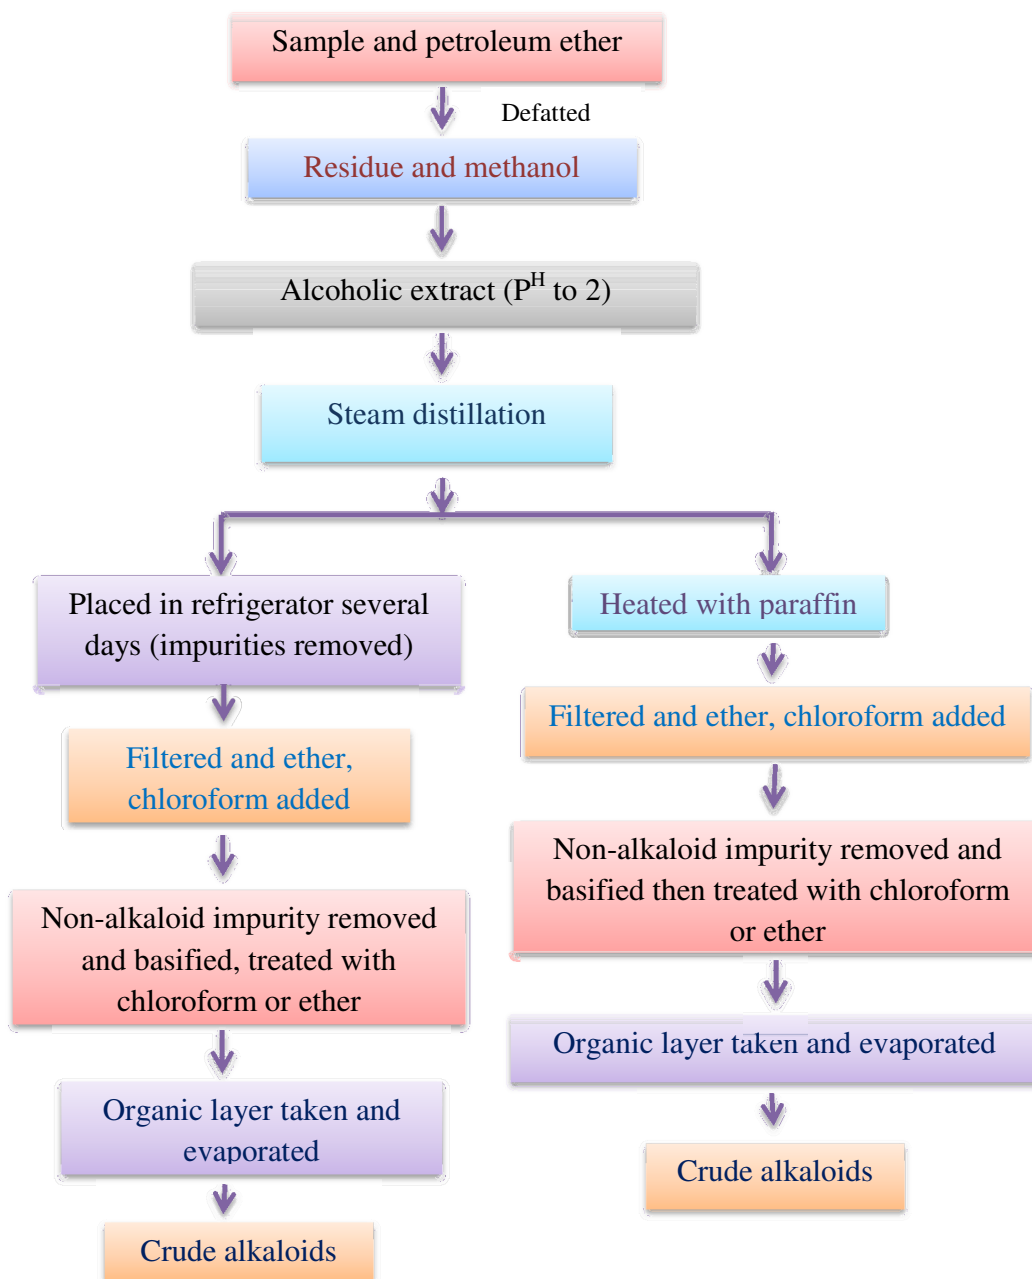 Sample and petroleum ether
Defatted
Residue and methanol
Alcoholic extract (P^H to 2)
Steam distillation
Placed in refrigerator several
days (impurities removed)
Filtered and ether,
chloroform added
Non-alkaloid impurity removed
and basified, treated with
chloroform or ether
Organic layer taken and
evaporated
Crude alkaloids
Heated with paraffin
Filtered and ether, chloroform added
Non-alkaloid impurity removed and
basified then treated with chloroform
or ether
Organic layer taken and evaporated
Crude alkaloids